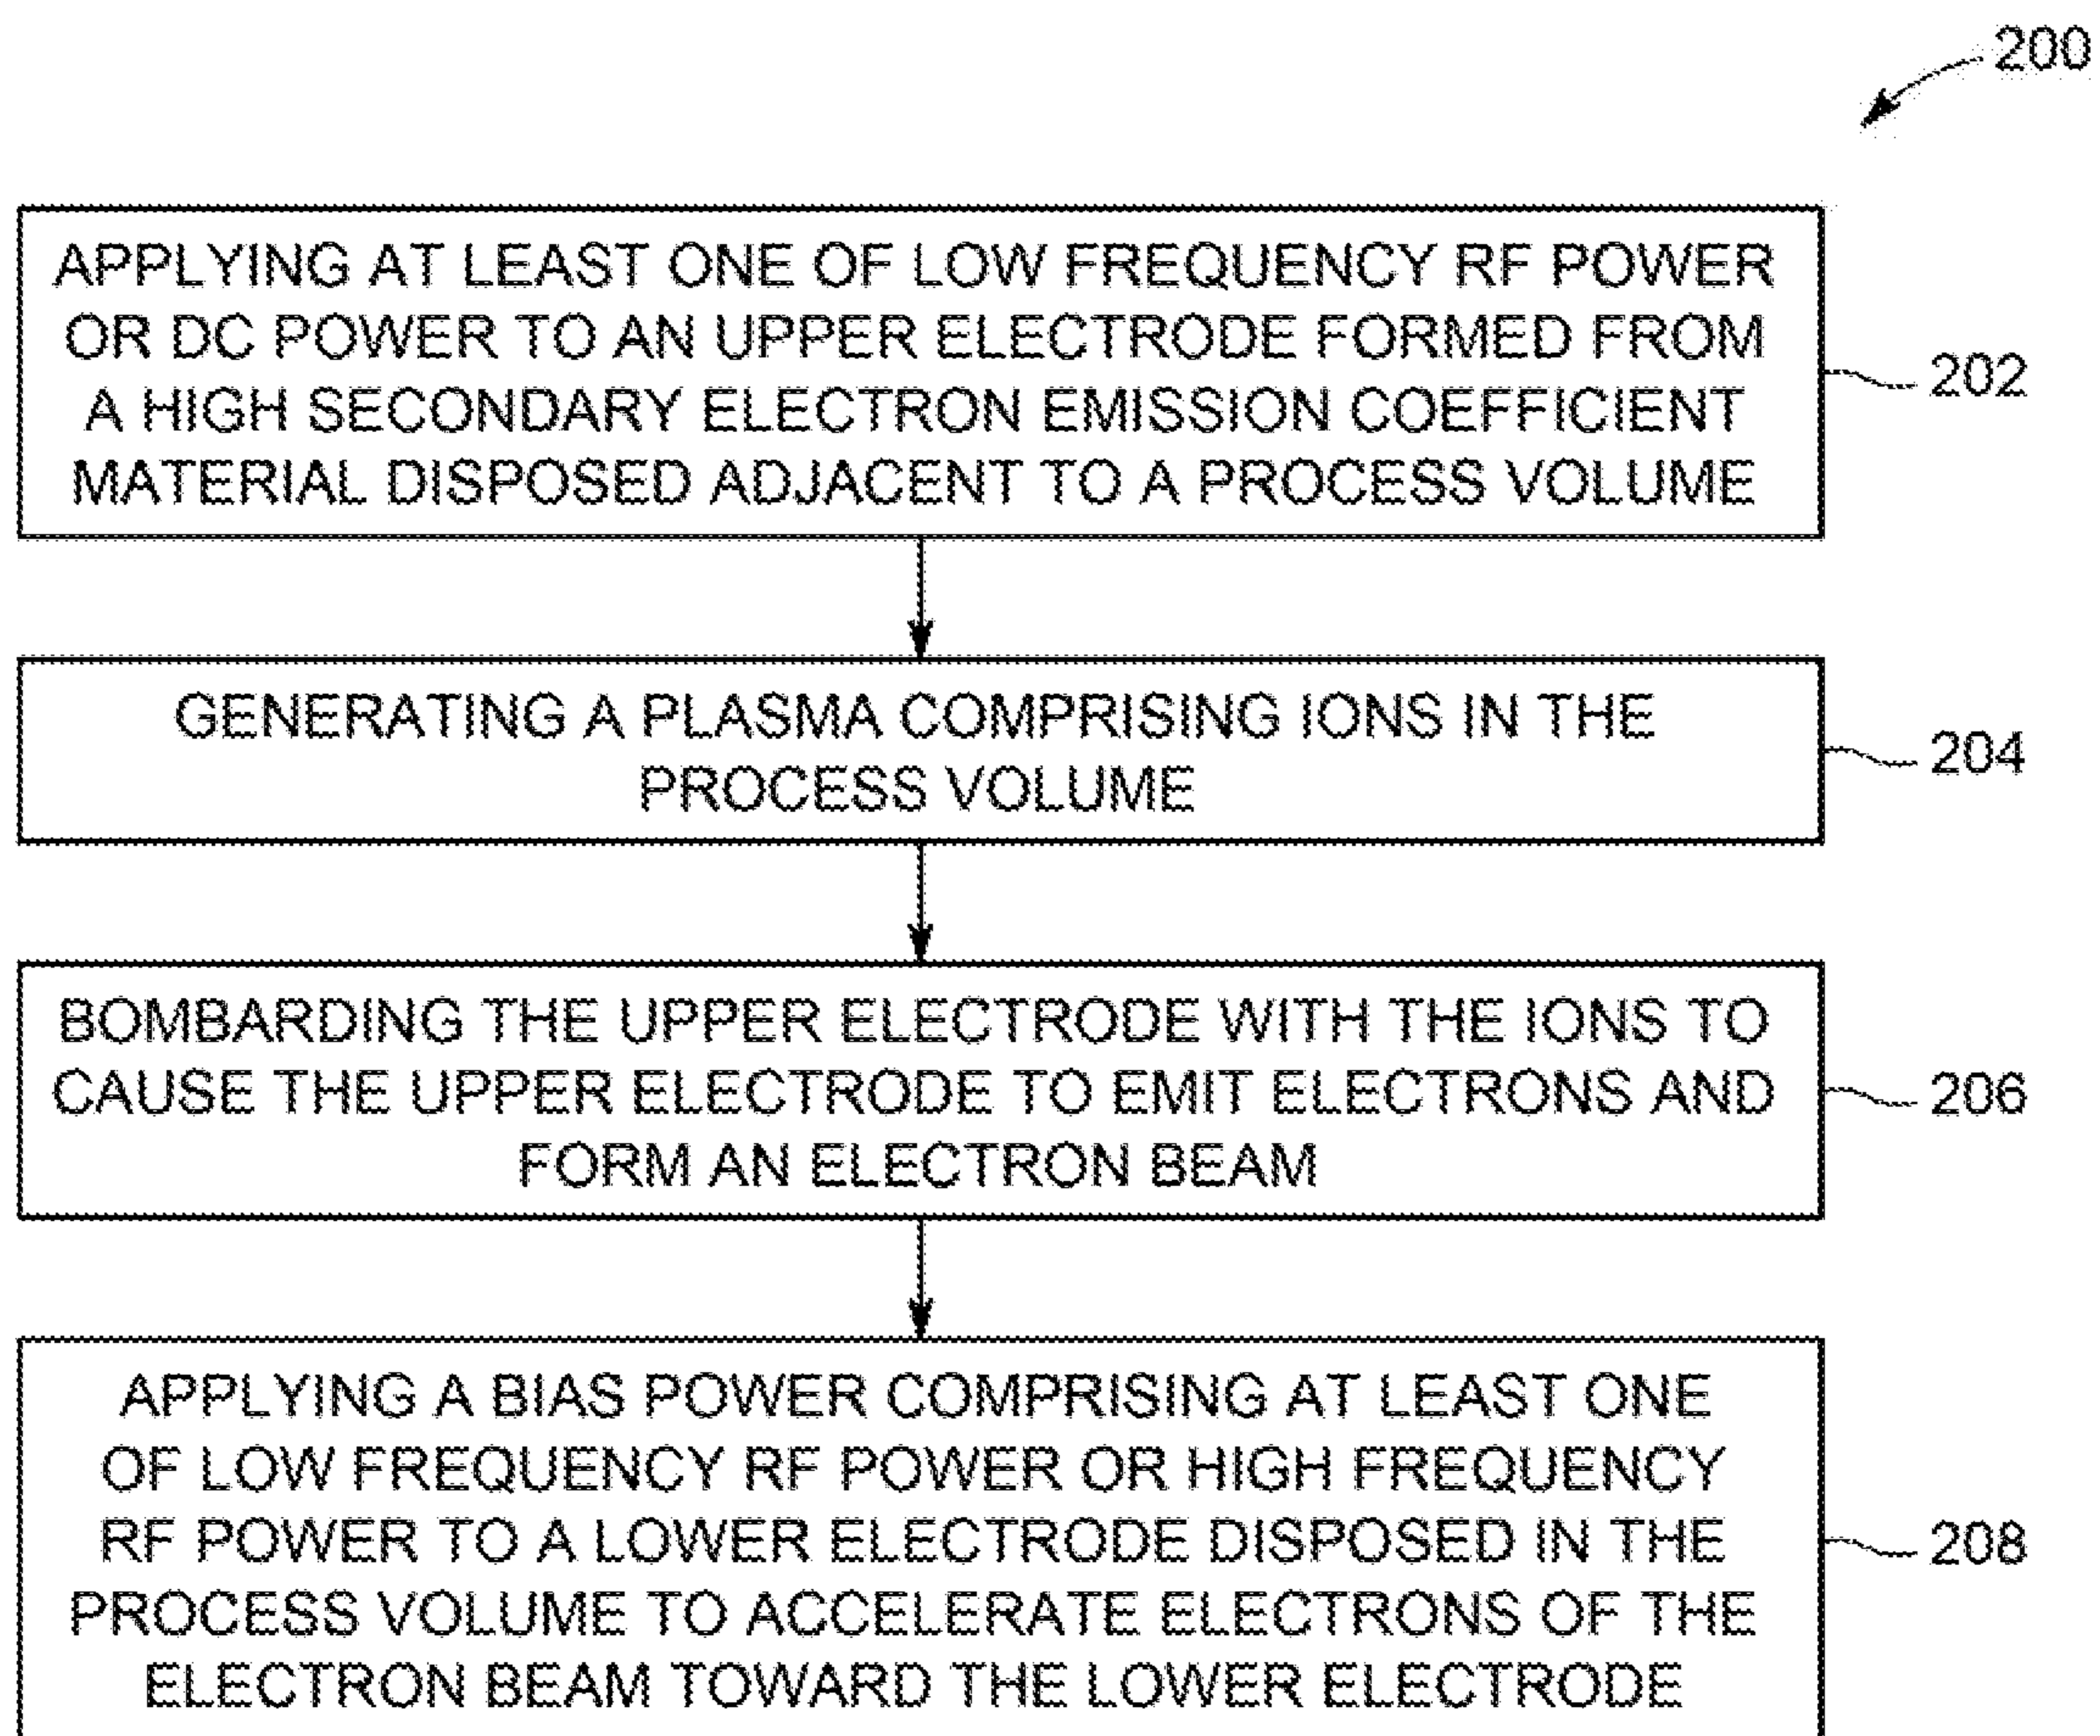 200
APPLYING AT LEAST ONE OF LOW FREQUENCY RF POWER
OR DC POWER TO AN UPPER ELECTRODE FORMED FROM
A HIGH SECONDARY ELECTRON EMISSION COEFFICIENT
MATERIAL DISPOSED ADJACENT TO A PROCESS VOLUME
202
GENERATING A PLASMA COMPRISING IONS IN THE
PROCESS VOLUME
204
BOMBARDING THE UPPER ELECTRODE WITH THE IONS TO
CAUSE THE UPPER ELECTRODE TO EMIT ELECTRONS AND
FORM AN ELECTRON BEAM
206
APPLYING A BIAS POWER COMPRISING AT LEAST ONE
OF LOW FREQUENCY RF POWER OR HIGH FREQUENCY
RF POWER TO A LOWER ELECTRODE DISPOSED IN THE
PROCESS VOLUME TO ACCELERATE ELECTRONS OF THE
ELECTRON BEAM TOWARD THE LOWER ELECTRODE
208